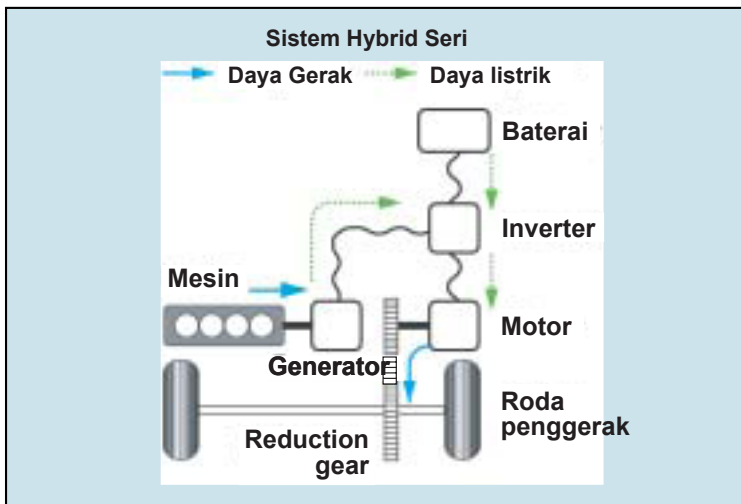 Sistem Hybrid Seri
Daya Gerak
Daya listrik
Baterai
Inverter
Mesin
Motor
Generator
Roda
penggerak
Reduction
gear